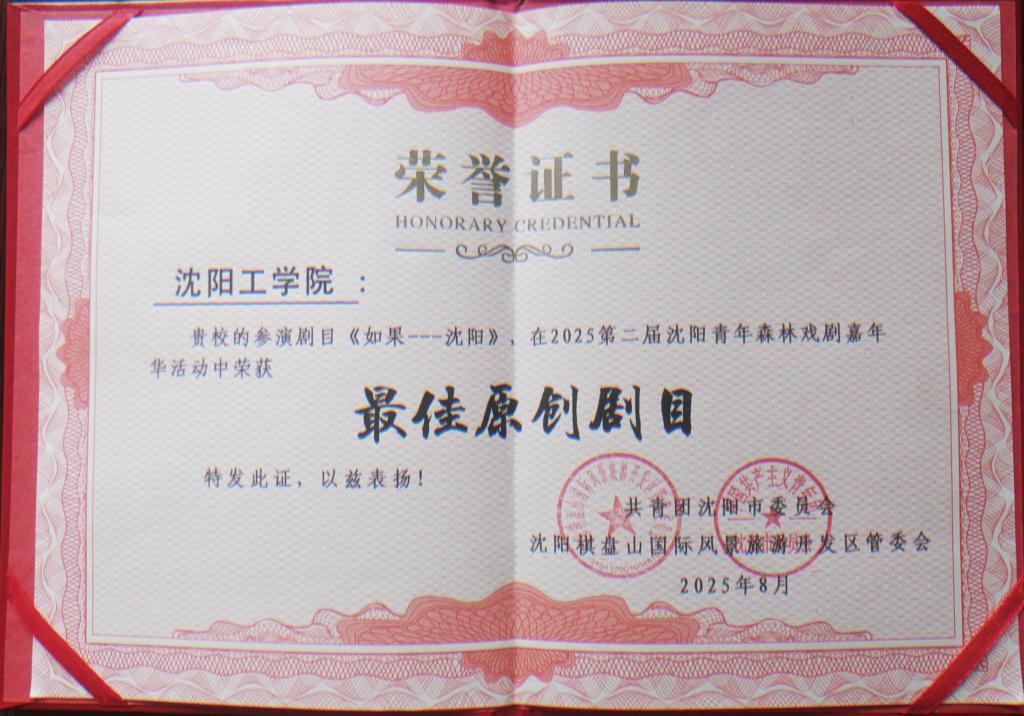 荣誉证书
HONORARY CREDENTIAL
沈阳工学院：
贵校的参演剧目《如果---沈阳》，在2025第二届沈阳青年森林戏剧嘉年
华活动中荣获
最佳原创剧目
特发此证，以兹表扬！
共青团沈阳市委员会
沈阳棋盘山国际风景旅游开发区管委会
2025年8月